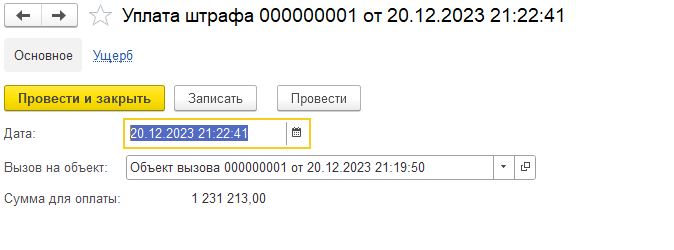 Уплата штрафа 000000001 от 20.12.2023 21:22:41
Основное Ущерб
Провести и закрыть Записать Провести
Дата: 20.12.2023 21:22:41
Вызов на объект: Объект вызова 000000001 от 20.12.2023 21:19:50
Сумма для оплаты: 1 231 213,00